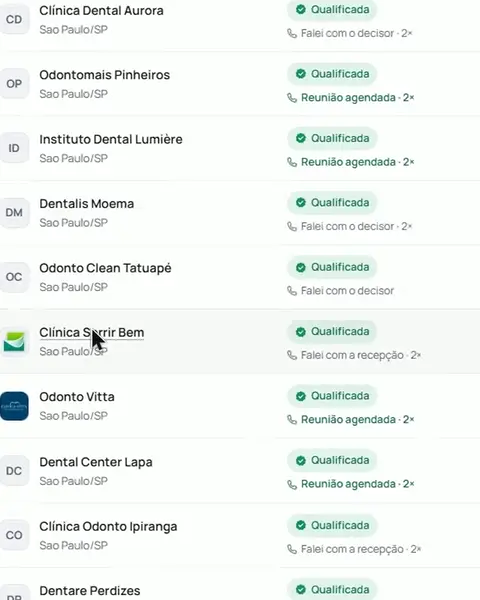 CD
Clínica Dental Aurora
Qualificada
Sao Paulo/SP
Falei com o decisor · 2×
OP
Odontomais Pinheiros
Qualificada
Sao Paulo/SP
Reunião agendada · 2×
ID
Instituto Dental Lumière
Qualificada
Sao Paulo/SP
Reunião agendada · 2×
DM
Dentalis Moema
Qualificada
Sao Paulo/SP
Falei com o decisor · 2×
OC
Odonto Clean Tatuapé
Qualificada
Sao Paulo/SP
Falei com o decisor
Clínica Sorrir Bem
Qualificada
Sao Paulo/SP
Falei com a recepção · 2×
Odonto Vitta
Qualificada
Sao Paulo/SP
Reunião agendada · 2×
DC
Dental Center Lapa
Qualificada
Sao Paulo/SP
Reunião agendada · 2×
CO
Clínica Odonto Ipiranga
Qualificada
Sao Paulo/SP
Falei com a recepção · 2×
DP
Dentare Perdizes
Qualificada